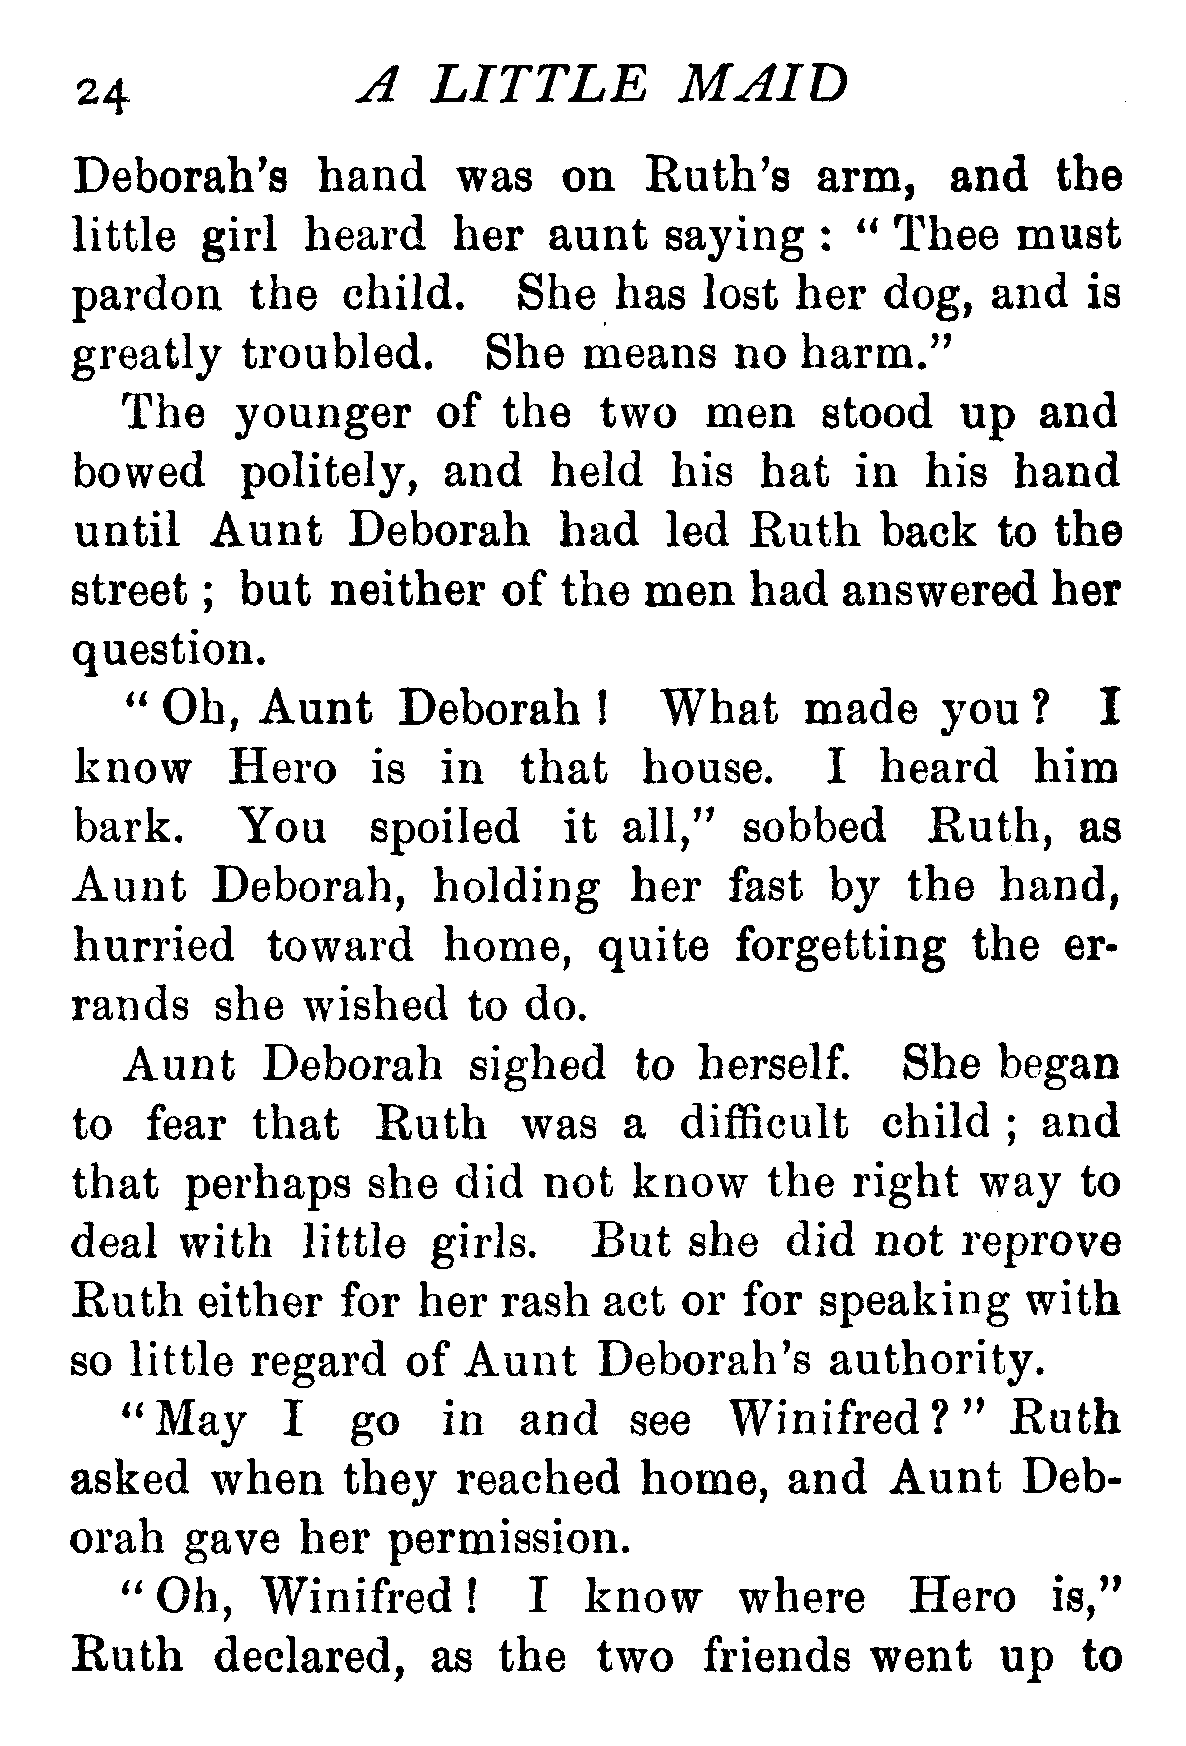 24 A LITTLE MAID
Deborah's hand was on Ruth's arm, and the
little girl heard her aunt saying : “ Thee must
pardon the child. She has lost her dog, and is
greatly troubled. She means no harm.”
The younger of the two men stood up and
bowed politely, and held his hat in his hand
until Aunt Deborah had led Ruth back to the
street ; but neither of the men had answered her
question.
“ Oh, Aunt Deborah ! What made you ? I
know Hero is in that house. I heard him
bark. You spoiled it all,” sobbed Ruth, as
Aunt Deborah, holding her fast by the hand,
hurried toward home, quite forgetting the er-
rands she wished to do.
Aunt Deborah sighed to herself. She began
to fear that Ruth was a difficult child ; and
that perhaps she did not know the right way to
deal with little girls. But she did not reprove
Ruth either for her rash act or for speaking with
so little regard of Aunt Deborah's authority.
“ May I go in and see Winifred ? ” Ruth
asked when they reached home, and Aunt Deb-
orah gave her permission.
“ Oh, Winifred ! I know where Hero is,”
Ruth declared, as the two friends went up to